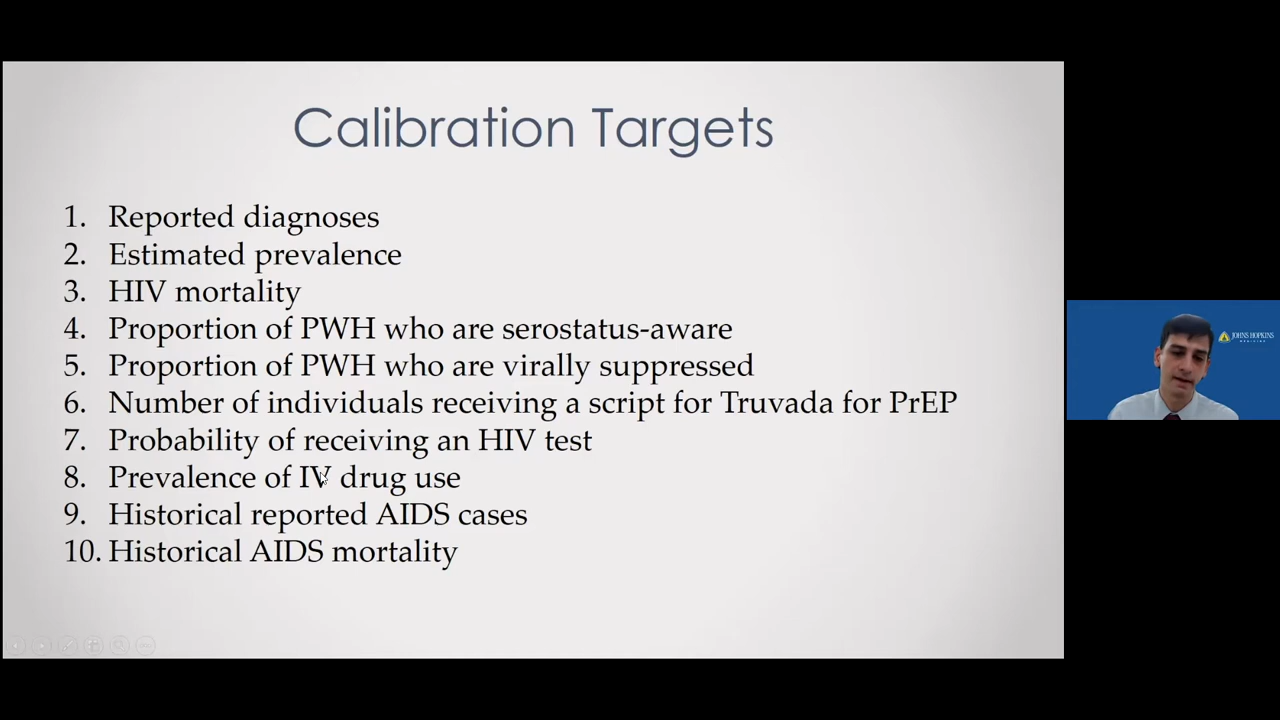 Calibration Targets
1. Reported diagnoses
2. Estimated prevalence
3. HIV mortality
4. Proportion of PWH who are serostatus-aware
5. Proportion of PWH who are virally suppressed
6. Number of individuals receiving a script for Truvada for PrEP
7. Probability of receiving an HIV test
8. Prevalence of IV drug use
9. Historical reported AIDS cases
10. Historical AIDS mortality
JOHNS HOPKINS
MEDICINE